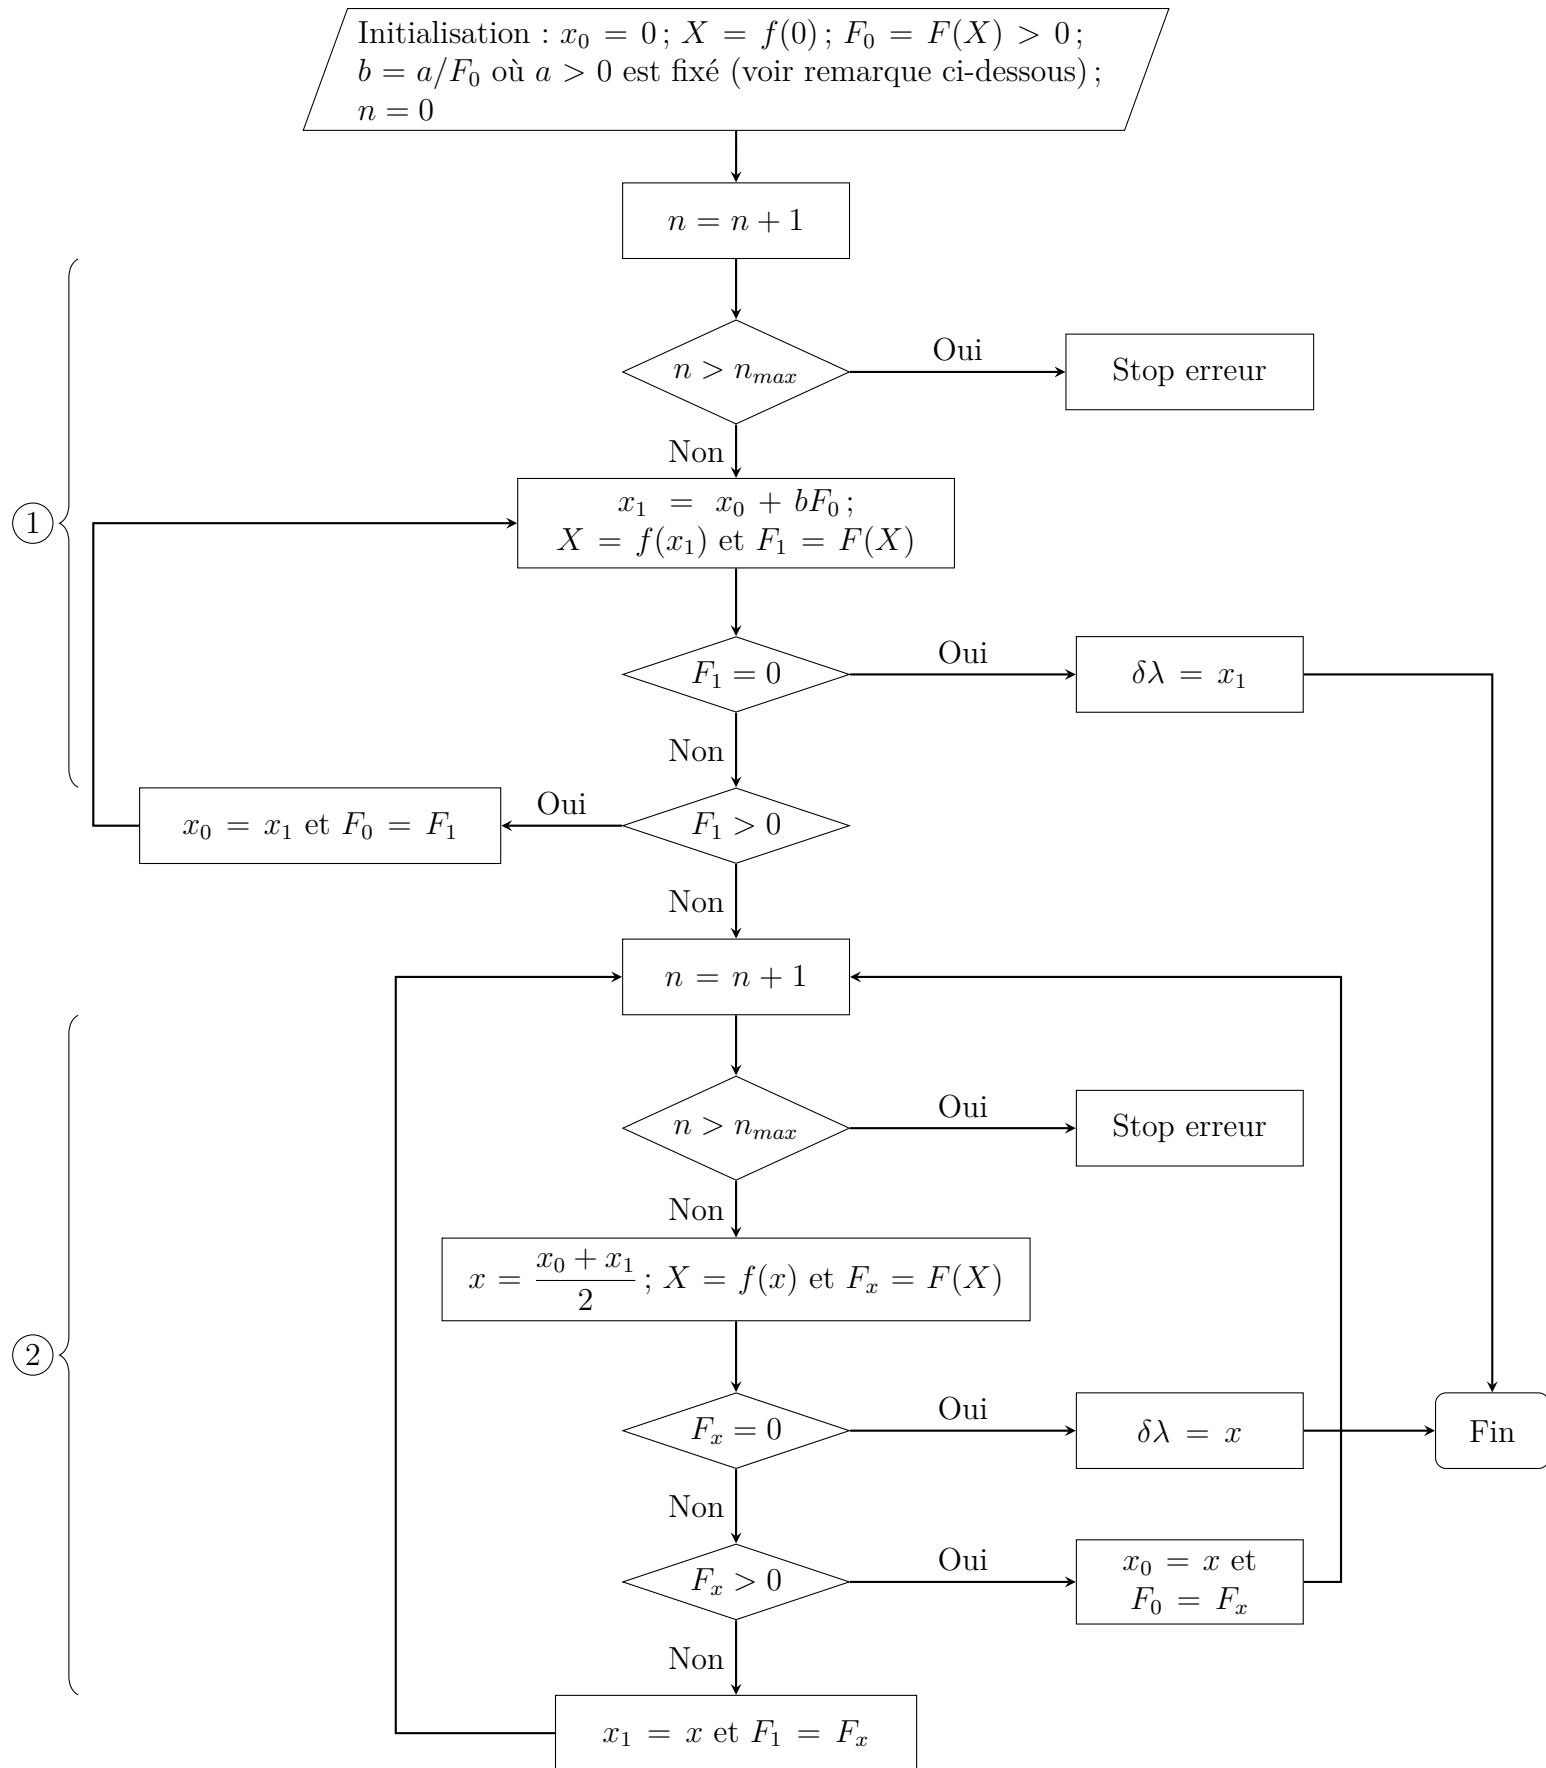 Initialisation : x₀ = 0 ; X = f(0) ; F₀ = F(X) > 0 ;
b = a/F₀ où a > 0 est fixé (voir remarque ci-dessous) ;
n = 0
n = n + 1
n > nₘₐₓ
Oui
Stop erreur
Non
1
x₁ = x₀ + bF₀ ;
X = f(x₁) et F₁ = F(X)
F₁ = 0
Oui
δλ = x₁
Non
F₁ > 0
Oui
x₀ = x₁ et F₀ = F₁
Non
n = n + 1
n > nₘₐₓ
Oui
Stop erreur
Non
2
x = (x₀ + x₁)/2 ; X = f(x) et Fₓ = F(X)
Fₓ = 0
Oui
δλ = x
Fin
Non
Fₓ > 0
Oui
x₀ = x et
F₀ = Fₓ
Non
x₁ = x et F₁ = Fₓ